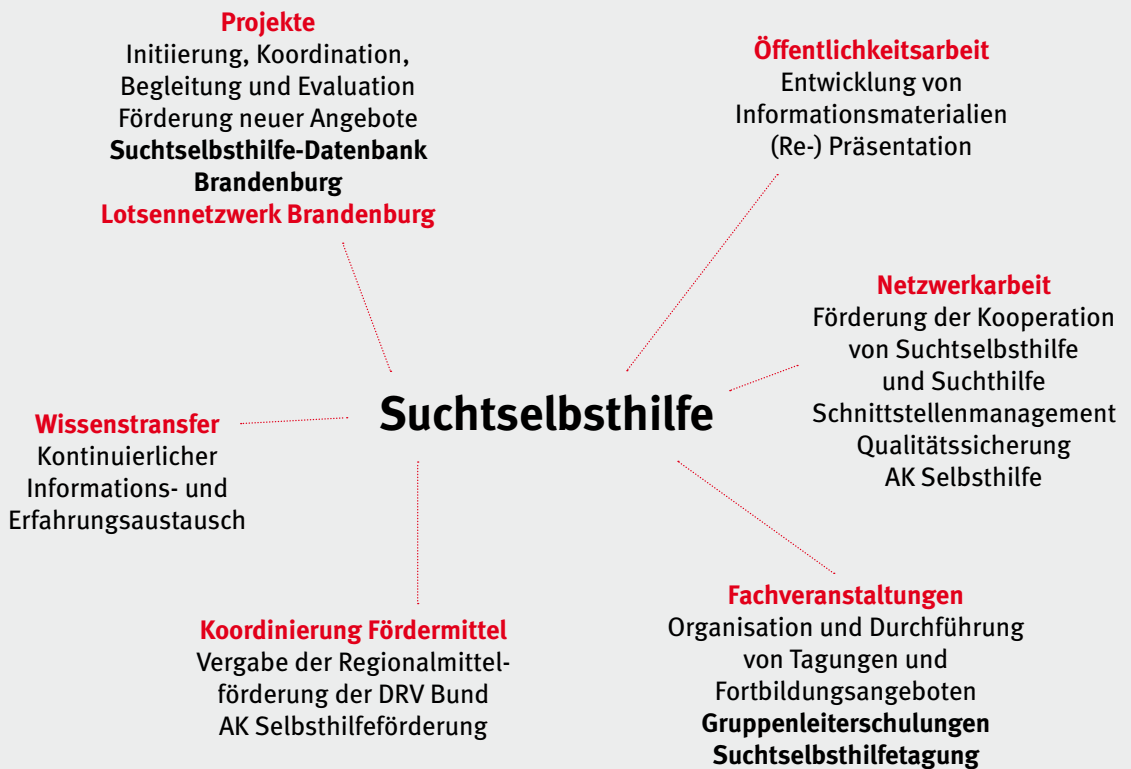 Projekte
Initiierung, Koordination,
Begleitung und Evaluation
Förderung neuer Angebote
Suchtselbsthilfe-Datenbank
Brandenburg
Lotsennetzwerk Brandenburg
Öffentlichkeitsarbeit
Entwicklung von
Informationsmaterialien
(Re-) Präsentation
Netzwerkarbeit
Förderung der Kooperation
von Suchtselbsthilfe
und Suchthilfe
Schnittstellenmanagement
Qualitätssicherung
AK Selbsthilfe
Suchtselbsthilfe
Wissenstransfer
Kontinuierlicher
Informations- und
Erfahrungsaustausch
Koordinierung Fördermittel
Vergabe der Regionalmittel-
förderung der DRV Bund
AK Selbsthilfeförderung
Fachveranstaltungen
Organisation und Durchführung
von Tagungen und
Fortbildungsangeboten
Gruppenleiterschulungen
Suchtselbsthilfetagung